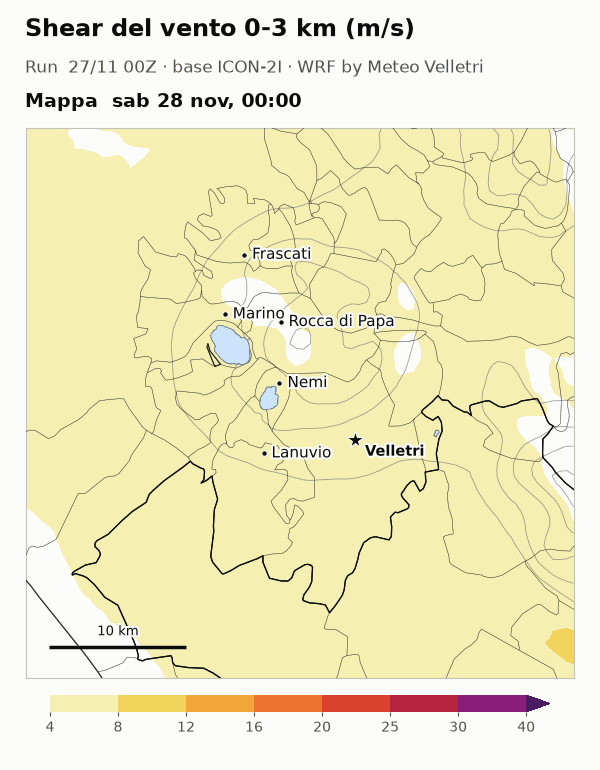 Shear del vento 0-3 km (m/s)
Run  27/11 00Z · base ICON-2I · WRF by Meteo Velletri
Mappa  sab 28 nov, 00:00
Frascati
Marino
Rocca di Papa
Nemi
Velletri
Lanuvio
10 km
4 8 12 16 20 25 30 40